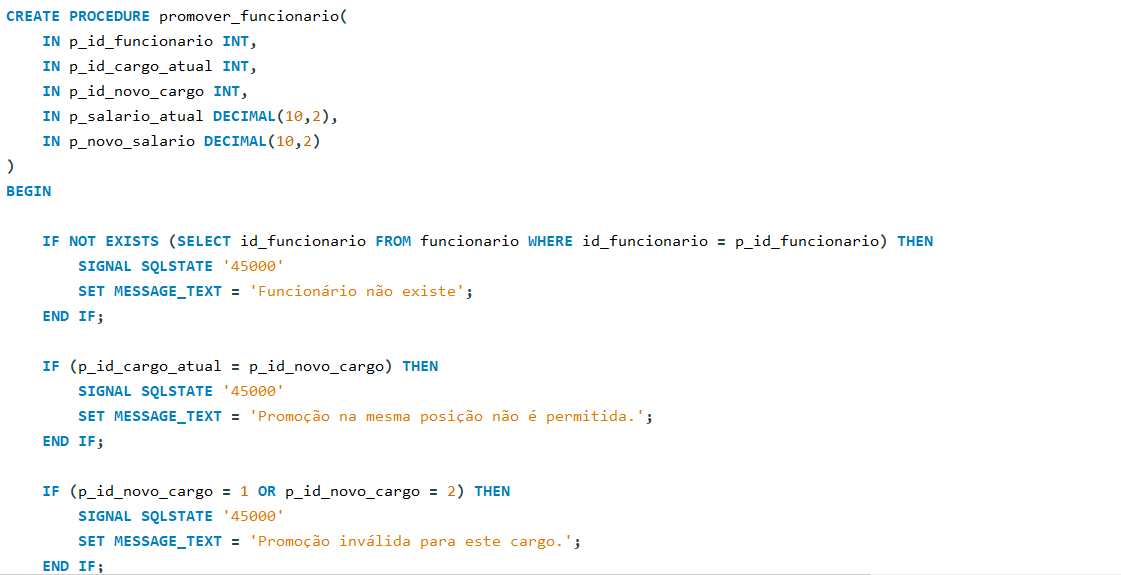 CREATE PROCEDURE promover_funcionario(
    IN p_id_funcionario INT,
    IN p_id_cargo_atual INT,
    IN p_id_novo_cargo INT,
    IN p_salario_atual DECIMAL(10,2),
    IN p_novo_salario DECIMAL(10,2)
)
BEGIN

    IF NOT EXISTS (SELECT id_funcionario FROM funcionario WHERE id_funcionario = p_id_funcionario) THEN
        SIGNAL SQLSTATE '45000'
        SET MESSAGE_TEXT = 'Funcionário não existe';
    END IF;

    IF (p_id_cargo_atual = p_id_novo_cargo) THEN
        SIGNAL SQLSTATE '45000'
        SET MESSAGE_TEXT = 'Promoção na mesma posição não é permitida.';
    END IF;

    IF (p_id_novo_cargo = 1 OR p_id_novo_cargo = 2) THEN
        SIGNAL SQLSTATE '45000'
        SET MESSAGE_TEXT = 'Promoção inválida para este cargo.';
    END IF;